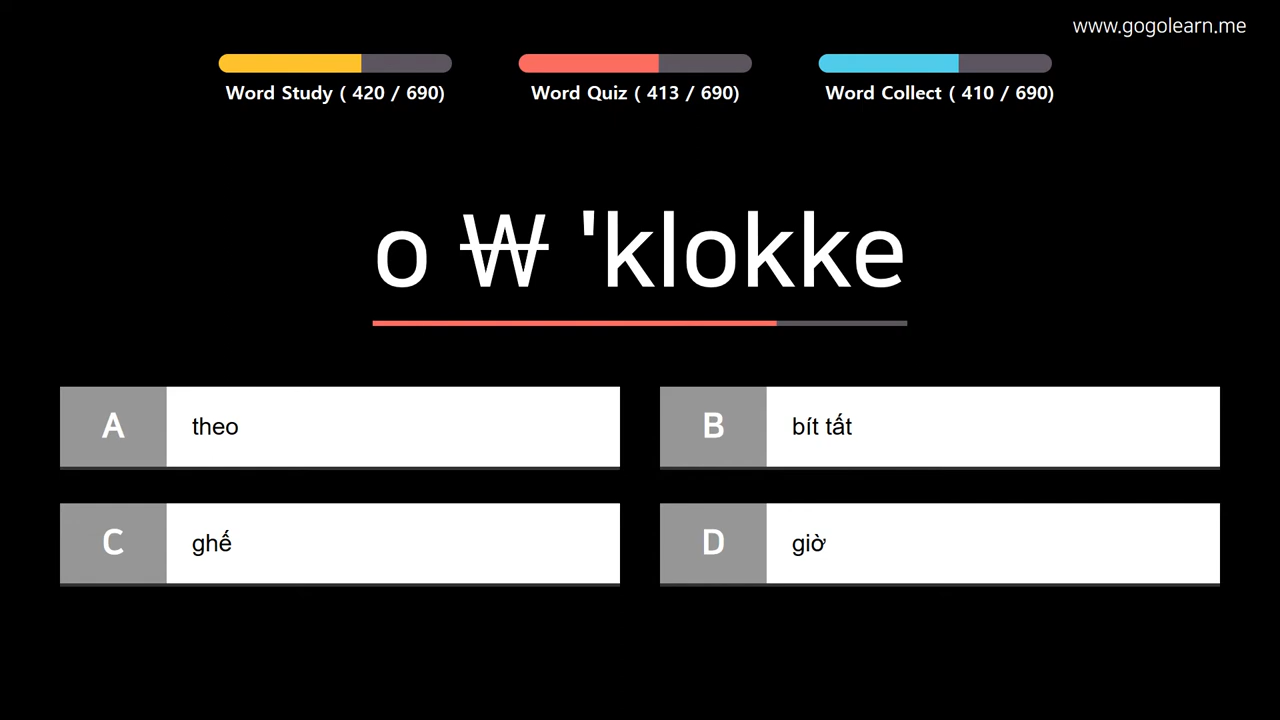 www.gogolearn.me
Word Study ( 420 / 690)
Word Quiz ( 413 / 690)
Word Collect ( 410 / 690)
o ₩ 'klokke
A theo
B bít tất
C ghế
D giờ